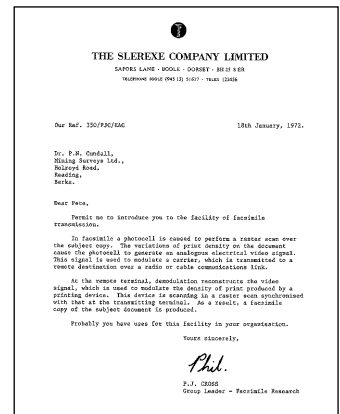 THE SLEREXE COMPANY LIMITED
SAPORS LANE - BOOLE - DORSET - BH 25 8 ER
TELEPHONE BOOLE (945 13) 51617 - TELEX 123456
Our Ref. 350/PJC/EAC 18th January, 1972.
Dr. P.N. Cundall,
Mining Surveys Ltd.,
Holroyd Road,
Reading,
Berks.
Dear Pete,
Permit me to introduce you to the facility of facsimile
transmission.
In facsimile a photocell is caused to perform a raster scan over
the subject copy. The variations of print density on the document
cause the photocell to generate an analogous electrical video signal.
This signal is used to modulate a carrier, which is transmitted to a
remote destination over a radio or cable communications link.
At the remote terminal, demodulation reconstructs the video
signal, which is used to modulate the density of print produced by a
printing device. This device is scanning in a raster scan synchronised
with that at the transmitting terminal. As a result, a facsimile
copy of the subject document is produced.
Probably you have uses for this facility in your organisation.
Yours sincerely,
Phil.
P.J. CROSS
Group Leader - Facsimile Research